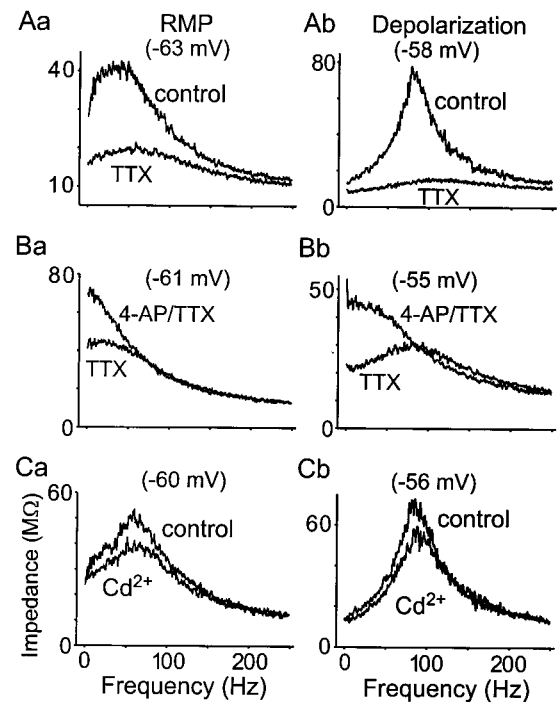 Aa
RMP
(-63 mV)
40
control
TTX
10
Ab
Depolarization
(-58 mV)
80
control
TTX
0
Ba
(-61 mV)
80
4-AP/TTX
TTX
0
Bb
(-55 mV)
50
4-AP/TTX
TTX
0
Ca
(-60 mV)
60
control
Cd²⁺
0
Impedance (MΩ)
0 100 200
Frequency (Hz)
Cb
(-56 mV)
60
control
Cd²⁺
0
0 100 200
Frequency (Hz)